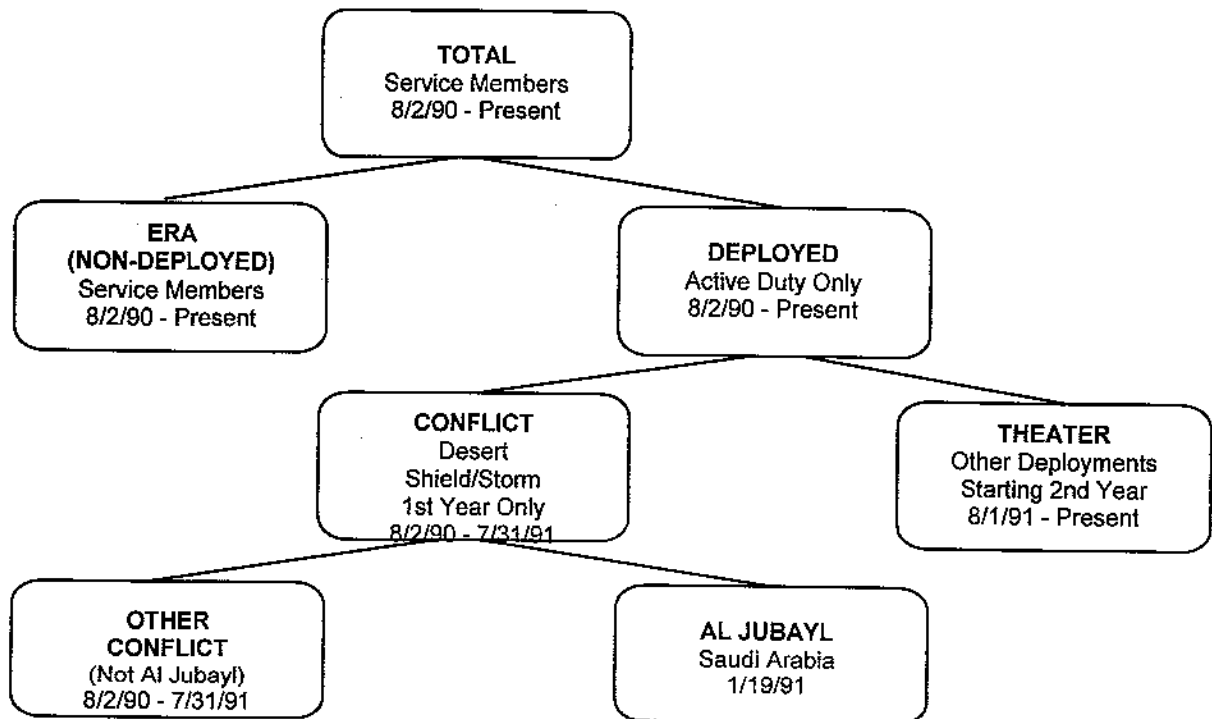 TOTAL
Service Members
8/2/90 - Present
ERA
(NON-DEPLOYED)
Service Members
8/2/90 - Present
DEPLOYED
Active Duty Only
8/2/90 - Present
CONFLICT
Desert
Shield/Storm
1st Year Only
8/2/90 - 7/31/91
THEATER
Other Deployments
Starting 2nd Year
8/1/91 - Present
OTHER
CONFLICT
(Not Al Jubayl)
8/2/90 - 7/31/91
AL JUBAYL
Saudi Arabia
1/19/91